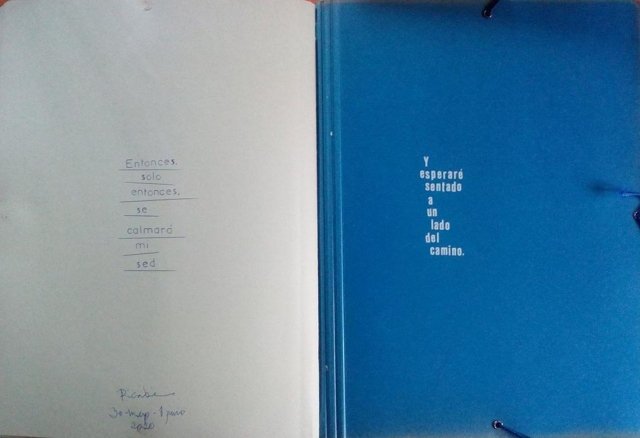 Entonces,
solo
entonces,
se
calmará
mi
sed
2020
Y
esperaré
sentado
a
un
lado
del
camino.